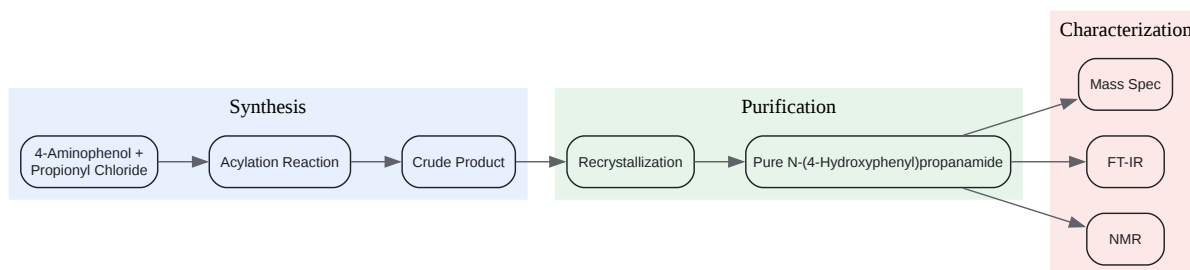 Synthesis
4-Aminophenol +
Propionyl Chloride
Acylation Reaction
Crude Product
Purification
Recrystallization
Pure N-(4-Hydroxyphenyl)propanamide
Characterization
Mass Spec
FT-IR
NMR